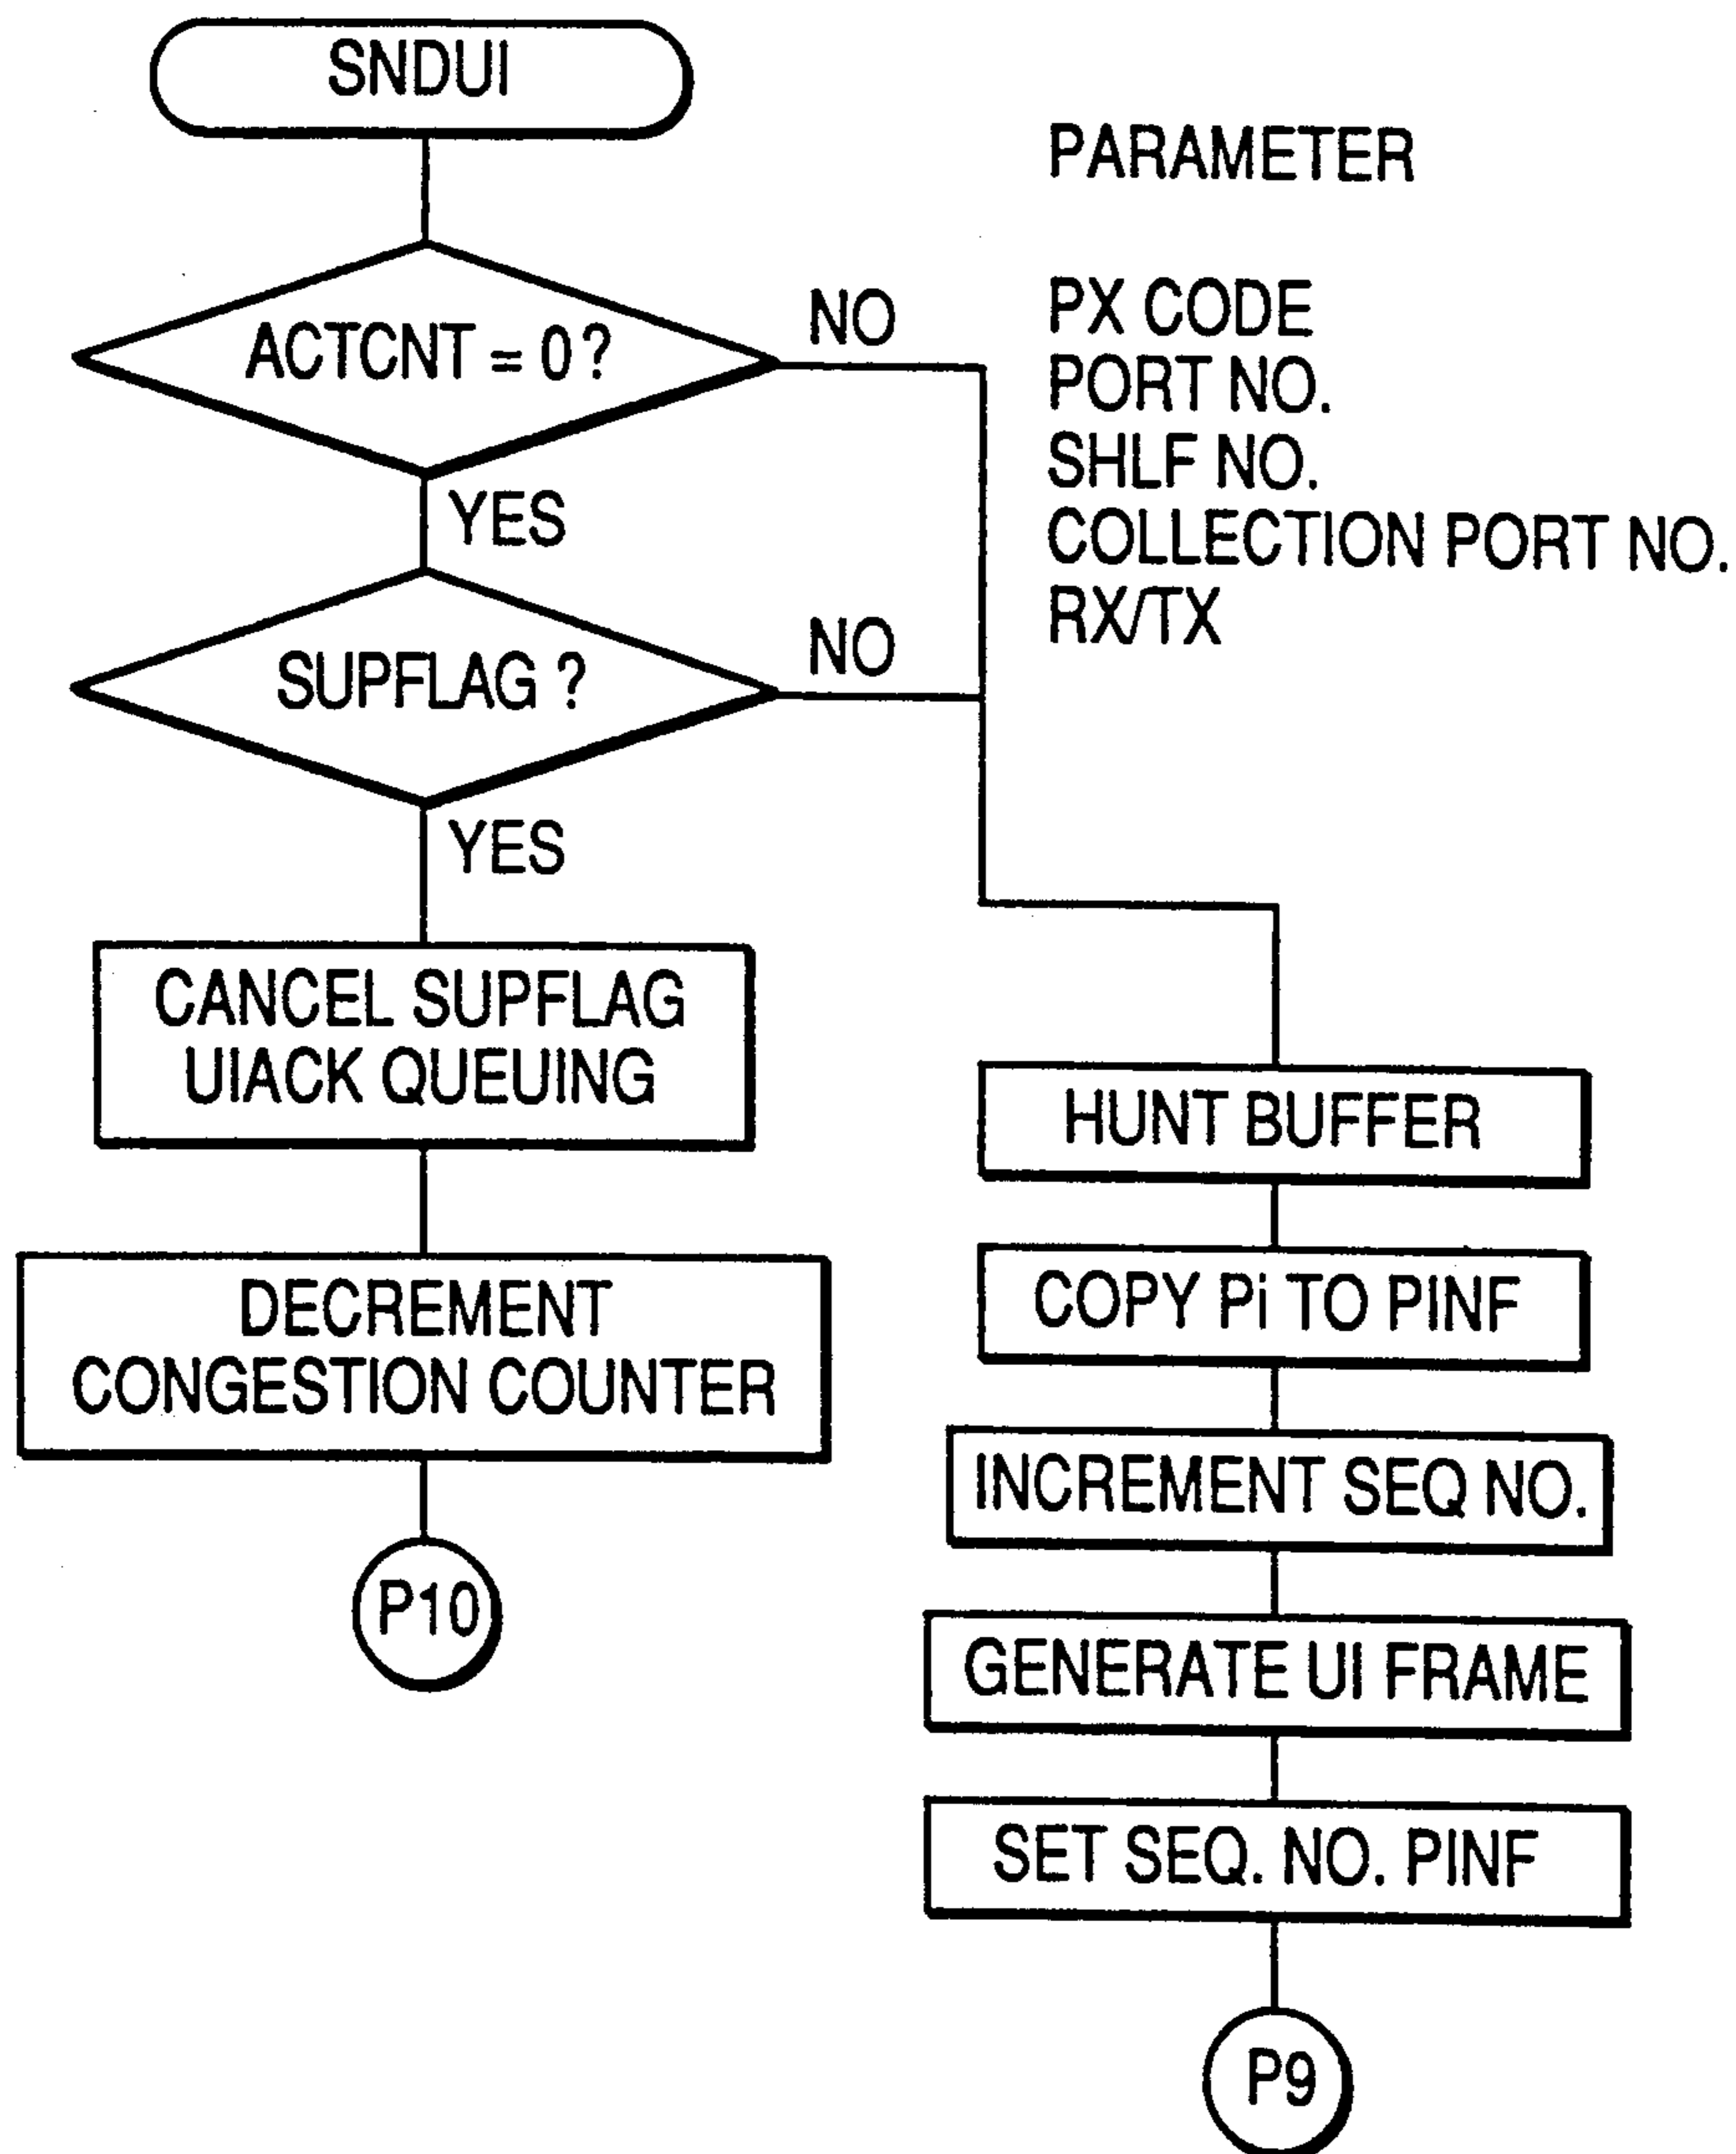 SNDUI
PARAMETER
ACTCNT = 0 ?
NO
PX CODE
PORT NO.
SHLF NO.
COLLECTION PORT NO.
RX/TX
YES
SUPFLAG ?
NO
YES
CANCEL SUPFLAG
UIACK QUEUING
DECREMENT
CONGESTION COUNTER
P10
HUNT BUFFER
COPY Pi TO PINF
INCREMENT SEQ NO.
GENERATE UI FRAME
SET SEQ. NO. PINF
P9